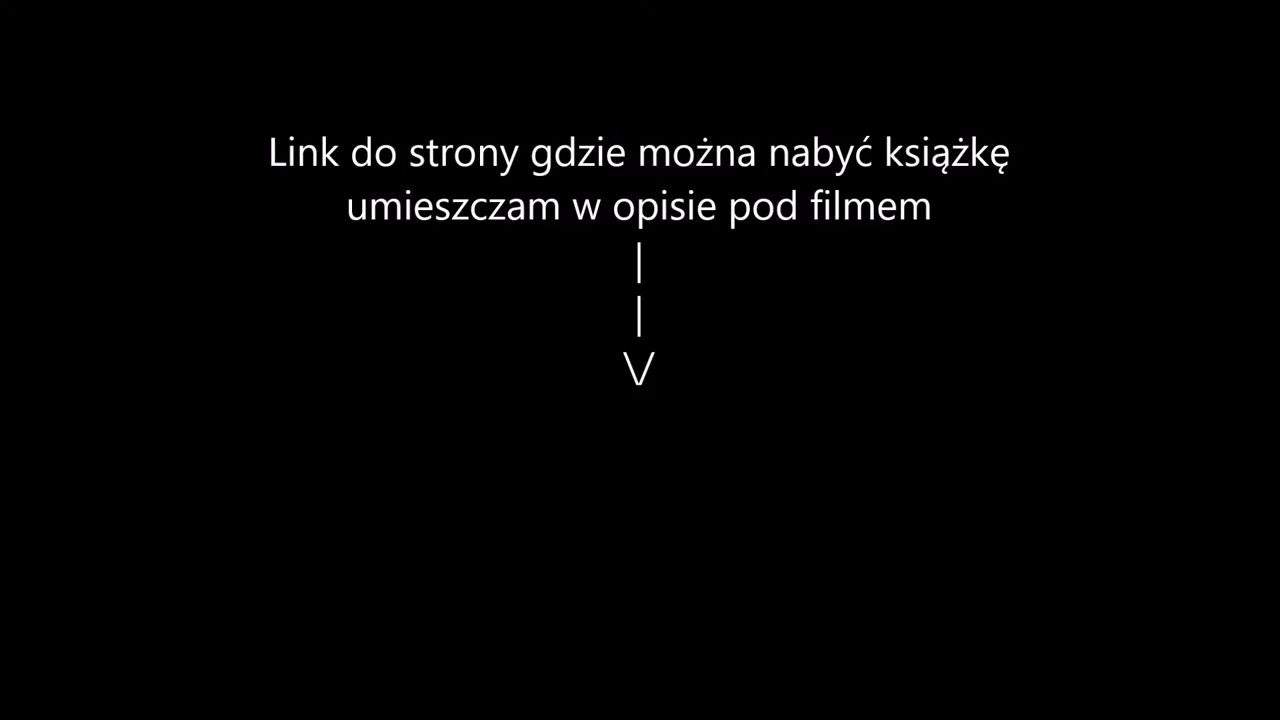 Link do strony gdzie można nabyć książkę
umieszczam w opisie pod filmem
|
|
\/